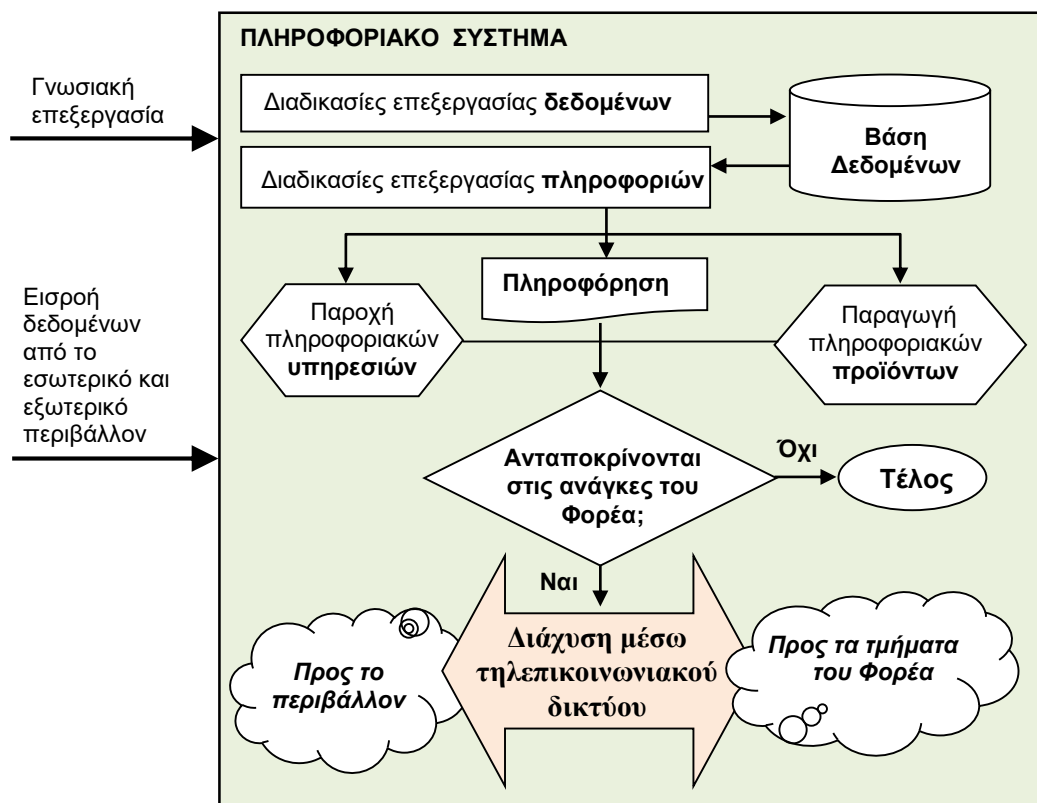 ΠΛΗΡΟΦΟΡΙΑΚΟ ΣΥΣΤΗΜΑ
Γνωσιακή
επεξεργασία
Διαδικασίες επεξεργασίας δεδομένων
Βάση
Δεδομένων
Διαδικασίες επεξεργασίας πληροφοριών
Εισροή
δεδομένων
από το
εσωτερικό και
εξωτερικό
περιβάλλον
Παροχή
πληροφοριακών
υπηρεσιών
Πληροφόρηση
Παραγωγή
πληροφοριακών
προϊόντων
Ανταποκρίνονται
στις ανάγκες του
Φορέα;
Όχι
Τέλος
Ναι
Προς το
περιβάλλον
Διάχυση μέσω
τηλεπικοινωνιακού
δικτύου
Προς τα τμήματα
του Φορέα